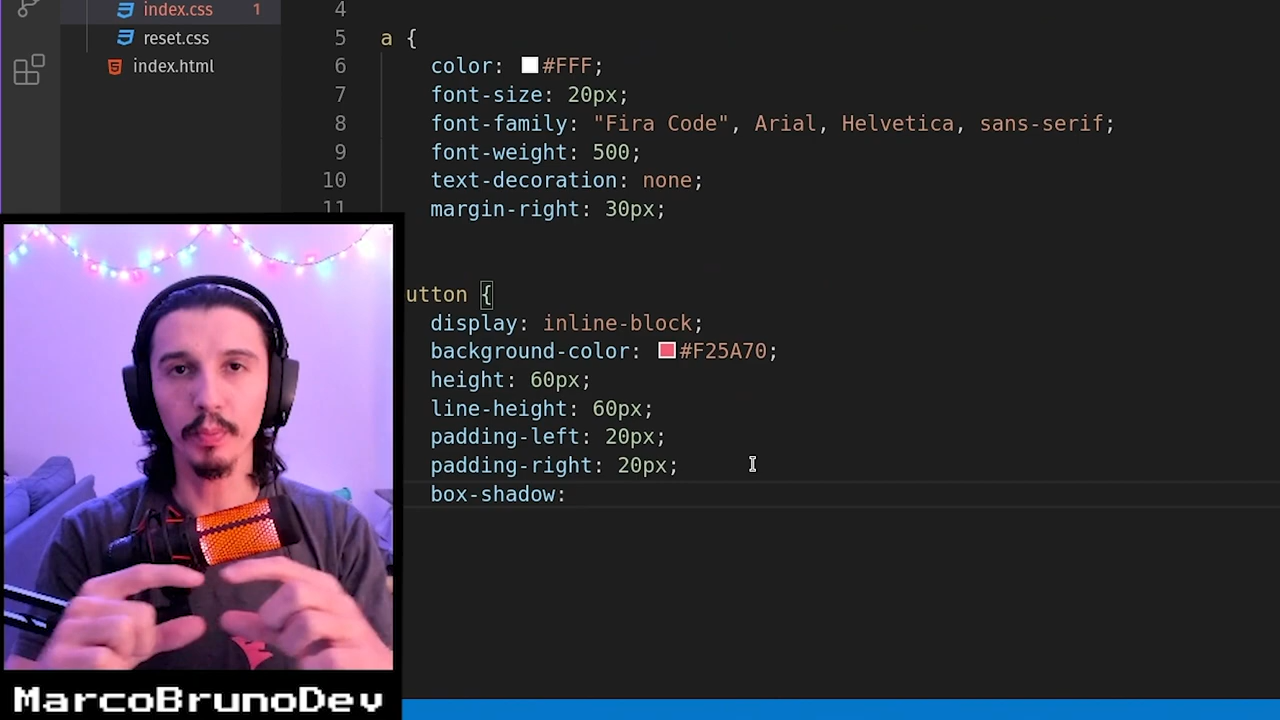 index.css 1
reset.css
index.html
4
5 a {
6 color: #FFF;
7 font-size: 20px;
8 font-family: "Fira Code", Arial, Helvetica, sans-serif;
9 font-weight: 500;
10 text-decoration: none;
11 margin-right: 30px;
utton {
display: inline-block;
background-color: #F25A70;
height: 60px;
line-height: 60px;
padding-left: 20px;
padding-right: 20px;
box-shadow:
MarcoBrunoDev